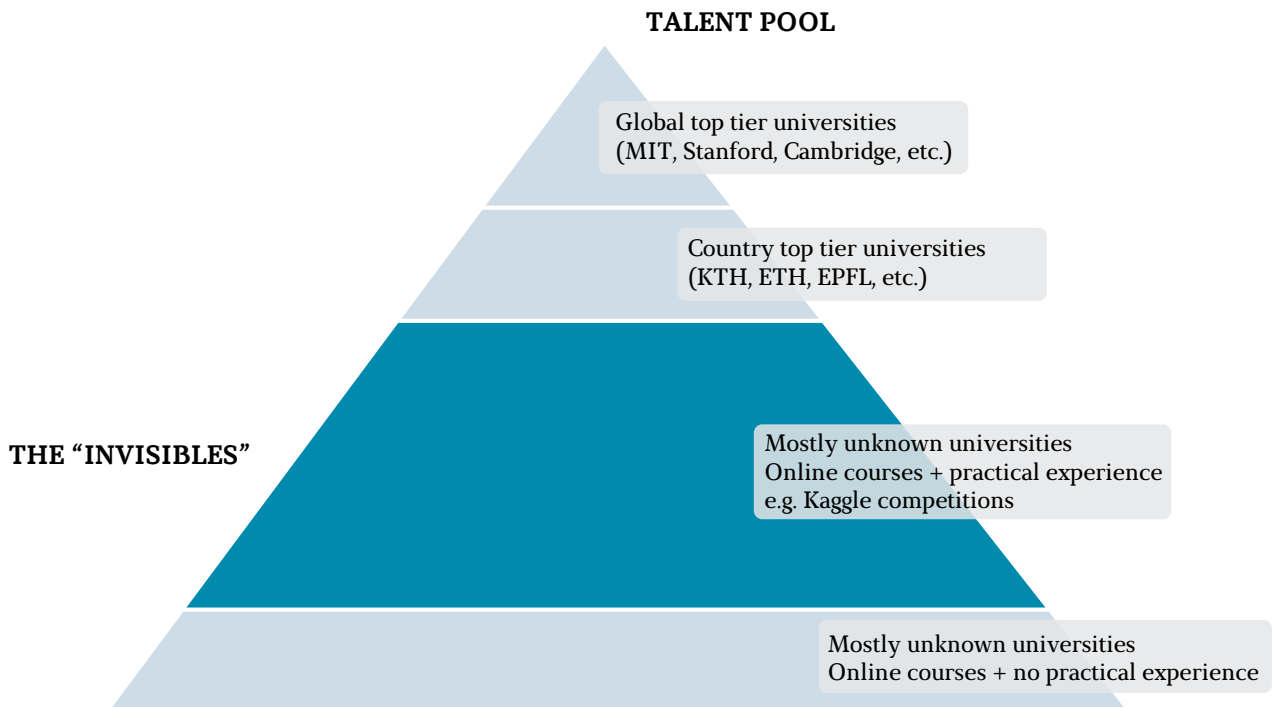 TALENT POOL
Global top tier universities
(MIT, Stanford, Cambridge, etc.)
Country top tier universities
(KTH, ETH, EPFL, etc.)
THE “INVISIBLES”
Mostly unknown universities
Online courses + practical experience
e.g. Kaggle competitions
Mostly unknown universities
Online courses + no practical experience